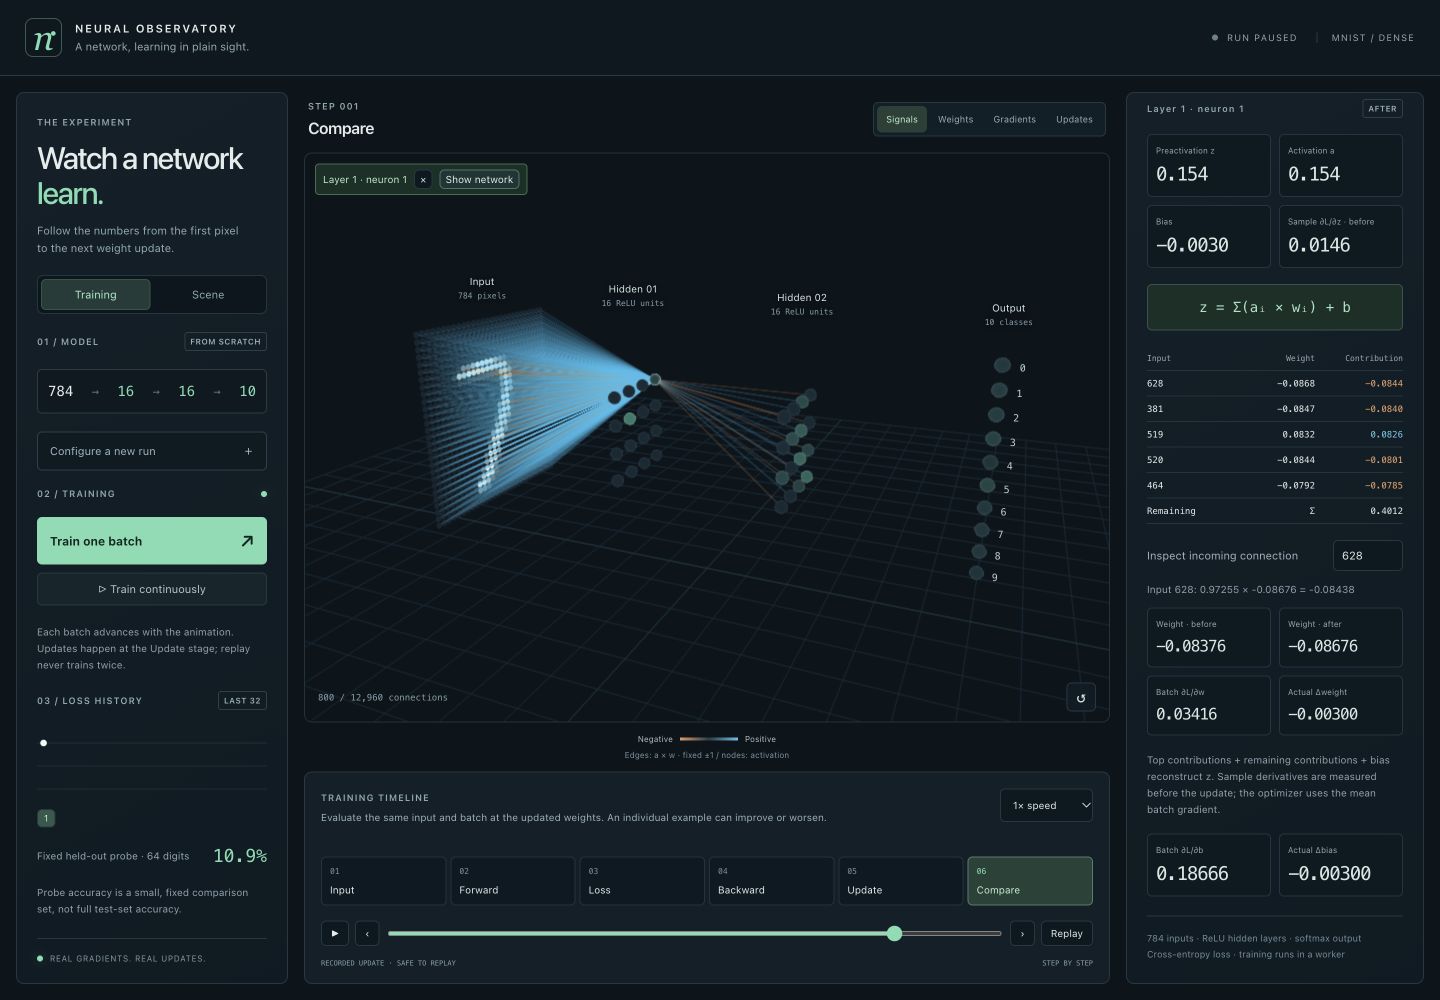 n
NEURAL OBSERVATORY
A network, learning in plain sight.
RUN PAUSED
MNIST / DENSE
THE EXPERIMENT
Watch a network
learn.
Follow the numbers from the first pixel
to the next weight update.
Training
Scene
01 / MODEL
FROM SCRATCH
784 → 16 → 16 → 10
Configure a new run +
02 / TRAINING
Train one batch
Train continuously
Each batch advances with the animation.
Updates happen at the Update stage; replay
never trains twice.
03 / LOSS HISTORY
LAST 32
1
Fixed held-out probe · 64 digits
10.9%
Probe accuracy is a small, fixed comparison
set, not full test-set accuracy.
REAL GRADIENTS. REAL UPDATES.
STEP 001
Compare
Signals
Weights
Gradients
Updates
Layer 1 · neuron 1
×
Show network
Input
784 pixels
Hidden 01
16 ReLU units
Hidden 02
16 ReLU units
Output
10 classes
0
1
2
3
4
5
6
7
8
9
800 / 12,960 connections
↺
Negative
Positive
Edges: a × w · fixed ±1 / nodes: activation
TRAINING TIMELINE
Evaluate the same input and batch at the updated weights. An individual example can improve or worsen.
1× speed
01
Input
02
Forward
03
Loss
04
Backward
05
Update
06
Compare
‹
›
Replay
RECORDED UPDATE · SAFE TO REPLAY
STEP BY STEP
Layer 1 · neuron 1
AFTER
Preactivation z
0.154
Activation a
0.154
Bias
−0.0030
Sample ∂L/∂z · before
0.0146
z = Σ(aᵢ × wᵢ) + b
Input Weight Contribution
628 −0.0868 −0.0844
381 −0.0847 −0.0840
519 0.0832 0.0826
520 −0.0844 −0.0801
464 −0.0792 −0.0785
Remaining Σ 0.4012
Inspect incoming connection
628
Input 628: 0.97255 × -0.08676 = -0.08438
Weight · before
−0.08376
Weight · after
−0.08676
Batch ∂L/∂w
0.03416
Actual Δweight
−0.00300
Top contributions + remaining contributions + bias
reconstruct z. Sample derivatives are measured
before the update; the optimizer uses the mean
batch gradient.
Batch ∂L/∂b
0.18666
Actual Δbias
−0.00300
784 inputs · ReLU hidden layers · softmax output
Cross-entropy loss · training runs in a worker